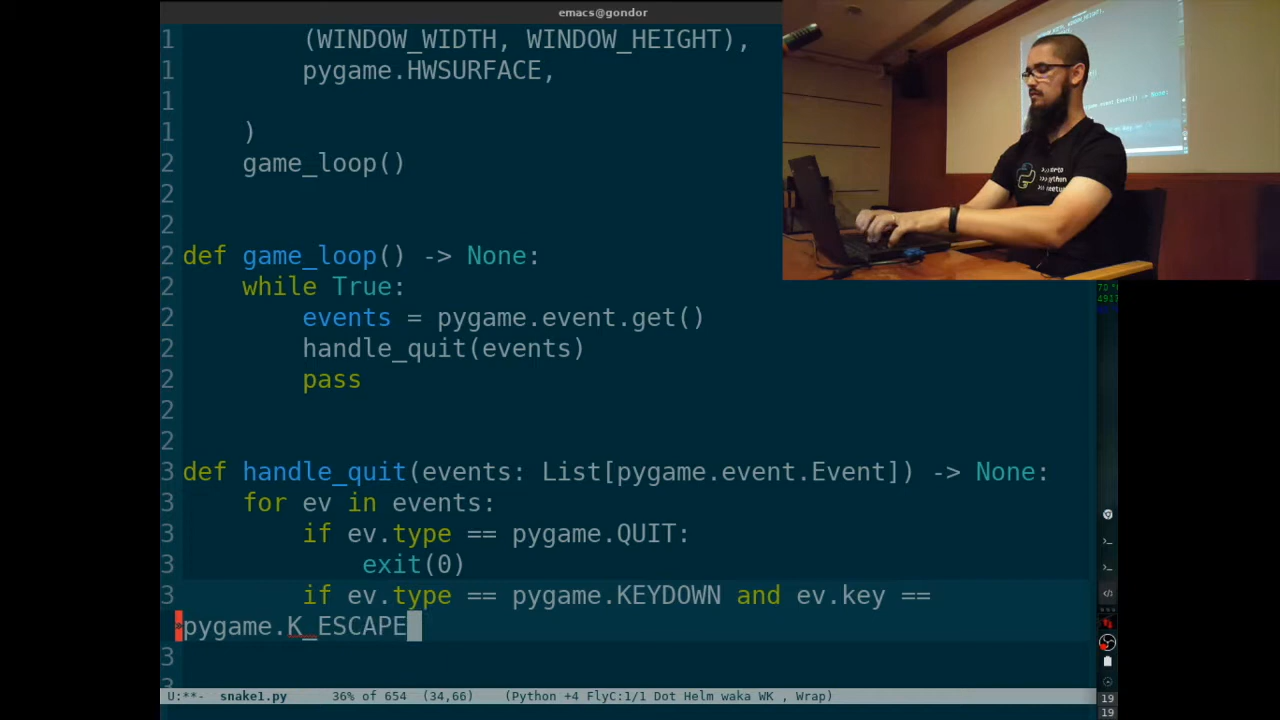 emacs@gondor
1 (WINDOW_WIDTH, WINDOW_HEIGHT),
1 pygame.HWSURFACE,
1
1 )
2 game_loop()
2
2
2 def game_loop() -> None:
2 while True:
2 events = pygame.event.get()
2 handle_quit(events)
2 pass
2
2
3 def handle_quit(events: List[pygame.event.Event]) -> None:
3 for ev in events:
3 if ev.type == pygame.QUIT:
3 exit(0)
3 if ev.type == pygame.KEYDOWN and ev.key ==
pygame.K_ESCAPE
3
U:**- snake1.py 36% of 654 (34,66) (Python +4 FlyC:1/1 Dot Helm waka WK , Wrap)
>>>python
19
19